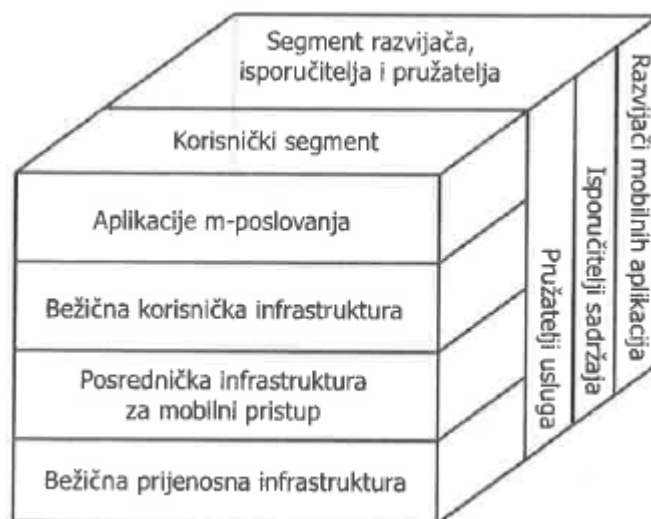 Segment razvijača,
isporučitelja i pružatelja
Korisnički segment
Aplikacije m-poslovanja
Bežična korisnička infrastruktura
Posrednička infrastruktura
za mobilni pristup
Bežična prijenosna infrastruktura
Pružatelji usluga
Isporučitelji sadržaja
Razvijači mobilnih aplikacija